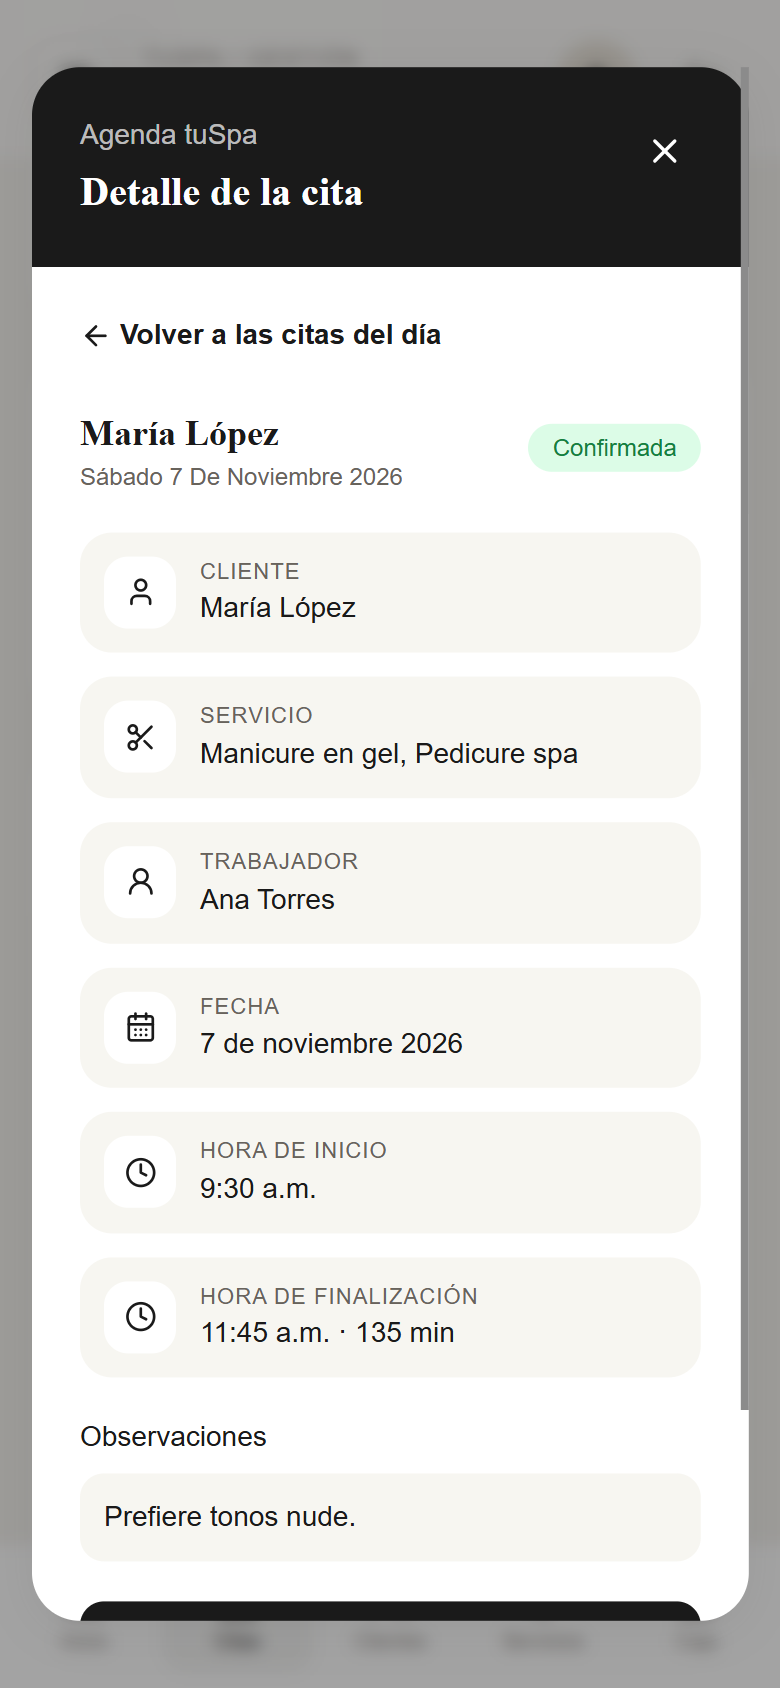 Agenda tuSpa
Detalle de la cita
Volver a las citas del día
María López
Confirmada
Sábado 7 De Noviembre 2026
CLIENTE
María López
SERVICIO
Manicure en gel, Pedicure spa
TRABAJADOR
Ana Torres
FECHA
7 de noviembre 2026
HORA DE INICIO
9:30 a.m.
HORA DE FINALIZACIÓN
11:45 a.m. · 135 min
Observaciones
Prefiere tonos nude.